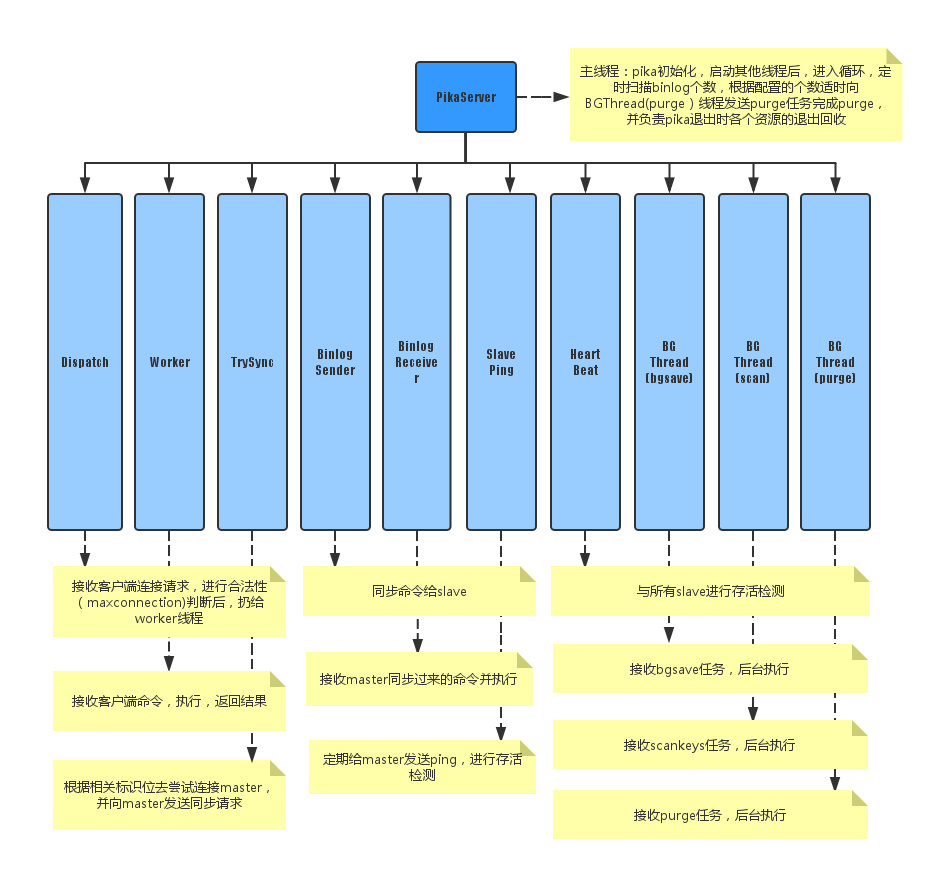 PikaServer
主线程：pika初始化，启动其他线程后，进入循环，定
时扫描binlog个数，根据配置的个数适时向
BGThread(purge）线程发送purge任务完成purge，
并负责pika退出时各个资源的退出回收
Dispatch
Worker
TrySync
Binlog
Sender
Binlog
Receive
r
Slave
Ping
Heart
Beat
BG
Thread
(bgsave)
BG
Thread
(scan)
BG
Thread
(purge)
接收客户端连接请求，进行合法性
（maxconnection)判断后，扔给
worker线程
接收客户端命令，执行，返回结果
根据相关标识位去尝试连接master，
并向master发送同步请求
同步命令给slave
接收master同步过来的命令并执行
定期给master发送ping，进行存活
检测
与所有slave进行存活检测
接收bgsave任务，后台执行
接收scankeys任务，后台执行
接收purge任务，后台执行